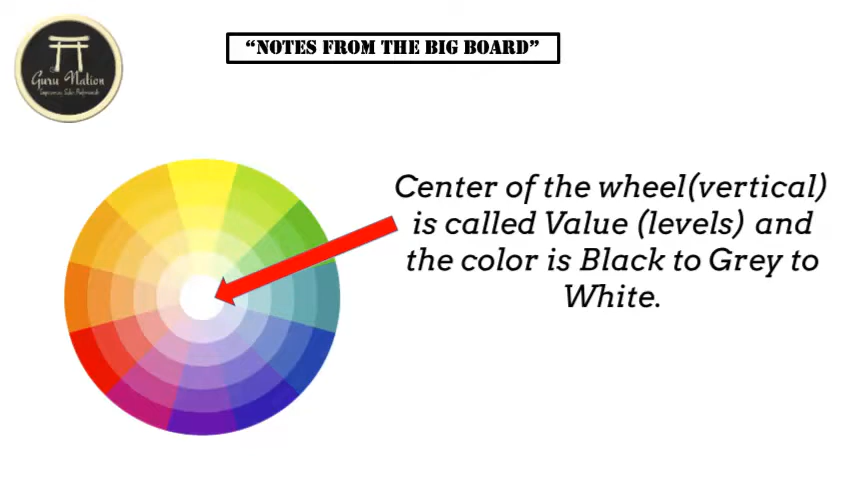 “NOTES FROM THE BIG BOARD”
Guru Nation
Center of the wheel(vertical)
is called Value (levels) and
the color is Black to Grey to
White.